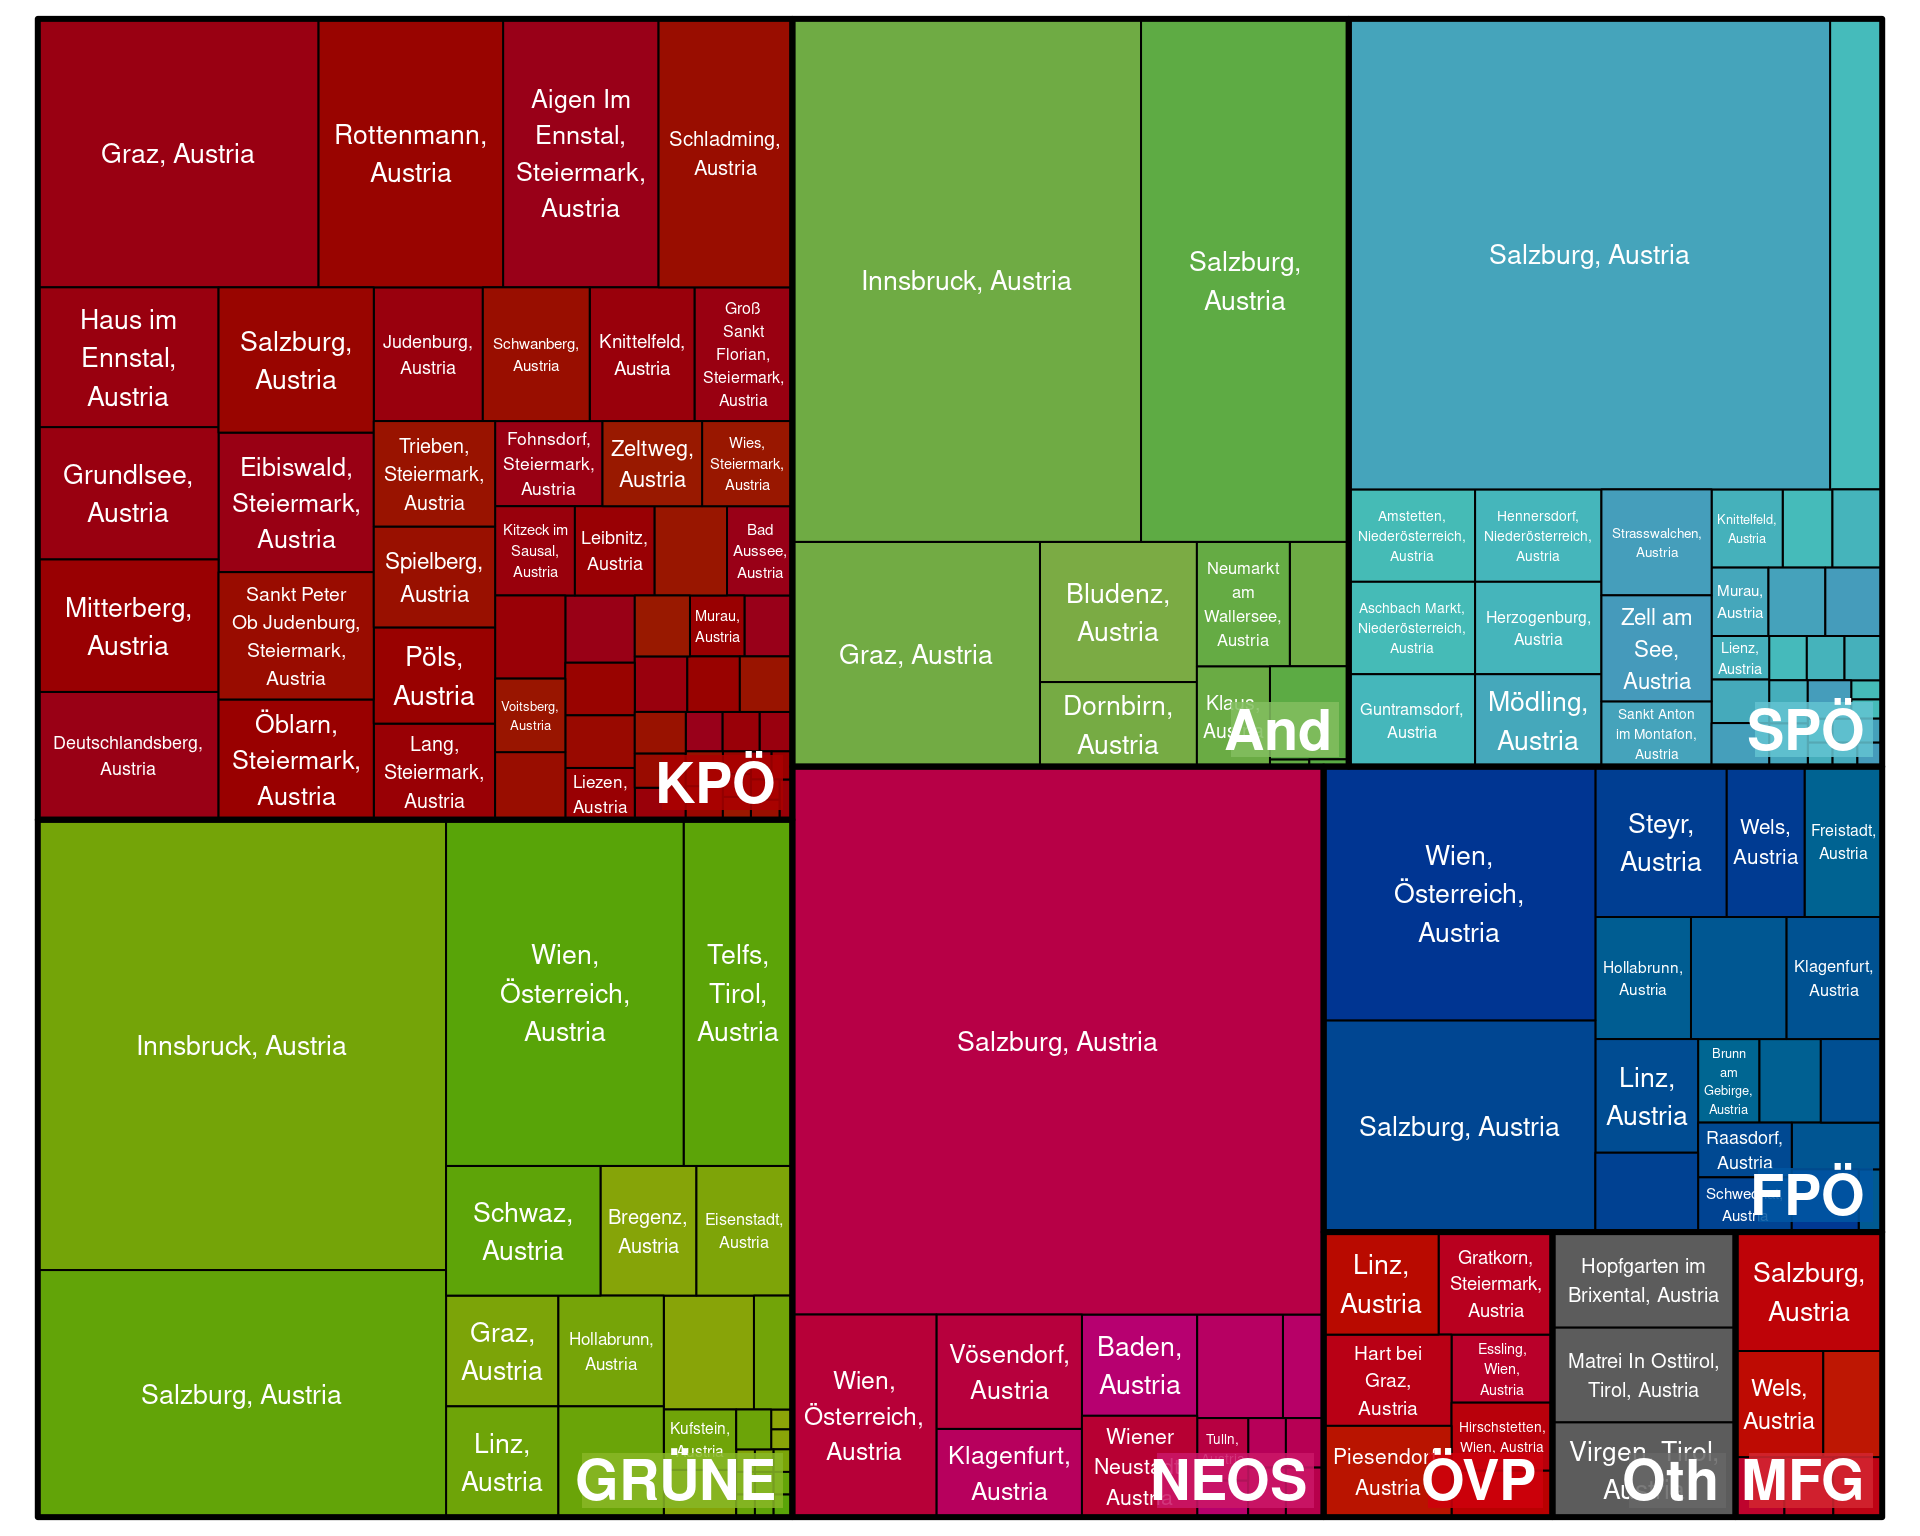 Graz, Austria
Rottenmann,
Austria
Aigen Im
Ennstal,
Steiermark,
Austria
Schladming,
Austria
Haus im
Ennstal,
Austria
Salzburg,
Austria
Judenburg,
Austria
Schwanberg,
Austria
Knittelfeld,
Austria
Groß
Sankt
Florian,
Steiermark,
Austria
Grundlsee,
Austria
Eibiswald,
Steiermark,
Austria
Trieben,
Steiermark,
Austria
Fohnsdorf,
Steiermark,
Austria
Zeltweg,
Austria
Wies,
Steiermark,
Austria
Spielberg,
Austria
Kitzeck im
Sausal,
Austria
Leibnitz,
Austria
Bad
Aussee,
Austria
Mitterberg,
Austria
Sankt Peter
Ob Judenburg,
Steiermark,
Austria
Pöls,
Austria
Murau,
Austria
Voitsberg,
Austria
Deutschlandsberg,
Austria
Öblarn,
Steiermark,
Austria
Lang,
Steiermark,
Austria
Liezen,
Austria
KPÖ
Innsbruck, Austria
Salzburg,
Austria
Graz, Austria
Bludenz,
Austria
Dornbirn,
Austria
Neumarkt
am
Wallersee,
Austria
Klaus,
And
Salzburg, Austria
Amstetten,
Niederösterreich,
Austria
Hennersdorf,
Niederösterreich,
Austria
Strasswalchen,
Austria
Knittelfeld,
Austria
Aschbach Markt,
Niederösterreich,
Austria
Herzogenburg,
Austria
Zell am
See,
Austria
Murau,
Austria
Lienz,
Austria
Guntramsdorf,
Austria
Mödling,
Austria
Sankt Anton
im Montafon,
Austria
SPÖ
Innsbruck, Austria
Wien,
Österreich,
Austria
Telfs,
Tirol,
Austria
Schwaz,
Austria
Bregenz,
Austria
Eisenstadt,
Austria
Salzburg, Austria
Graz,
Austria
Hollabrunn,
Austria
Linz,
Austria
Kufstein,
Austria
GRÜNE
Salzburg, Austria
Wien,
Österreich,
Austria
Vösendorf,
Austria
Baden,
Austria
Klagenfurt,
Austria
Wiener
Neustadt,
Austria
Tulln,
NEOS
Wien,
Österreich,
Austria
Steyr,
Austria
Wels,
Austria
Freistadt,
Austria
Hollabrunn,
Austria
Klagenfurt,
Austria
Salzburg, Austria
Linz,
Austria
Brunn
am
Gebirge,
Austria
Raasdorf,
Austria
FPÖ
Linz,
Austria
Gratkorn,
Steiermark,
Austria
Hart bei
Graz,
Austria
Essling,
Wien,
Austria
Piesendorf,
Austria
Hirschstetten,
Wien, Austria
ÖVP
Hopfgarten im
Brixental, Austria
Matrei In Osttirol,
Tirol, Austria
Virgen, Tirol,
Oth
Salzburg,
Austria
Wels,
Austria
MFG